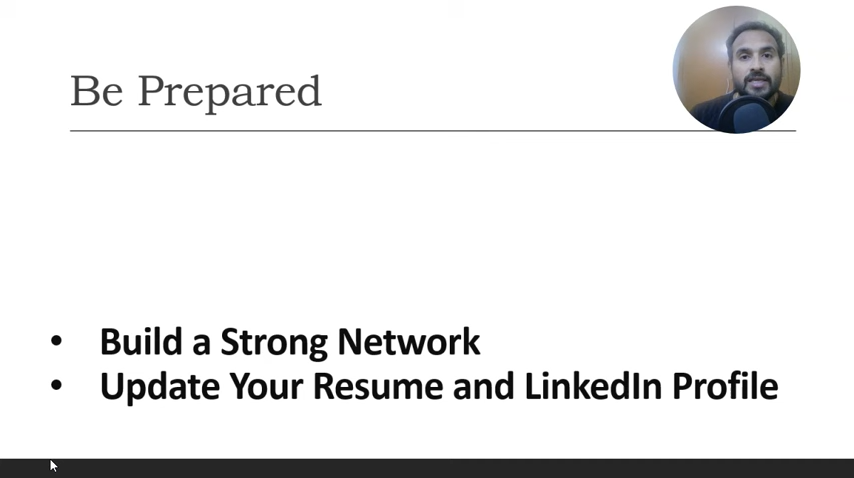 Be Prepared
• Build a Strong Network
• Update Your Resume and LinkedIn Profile